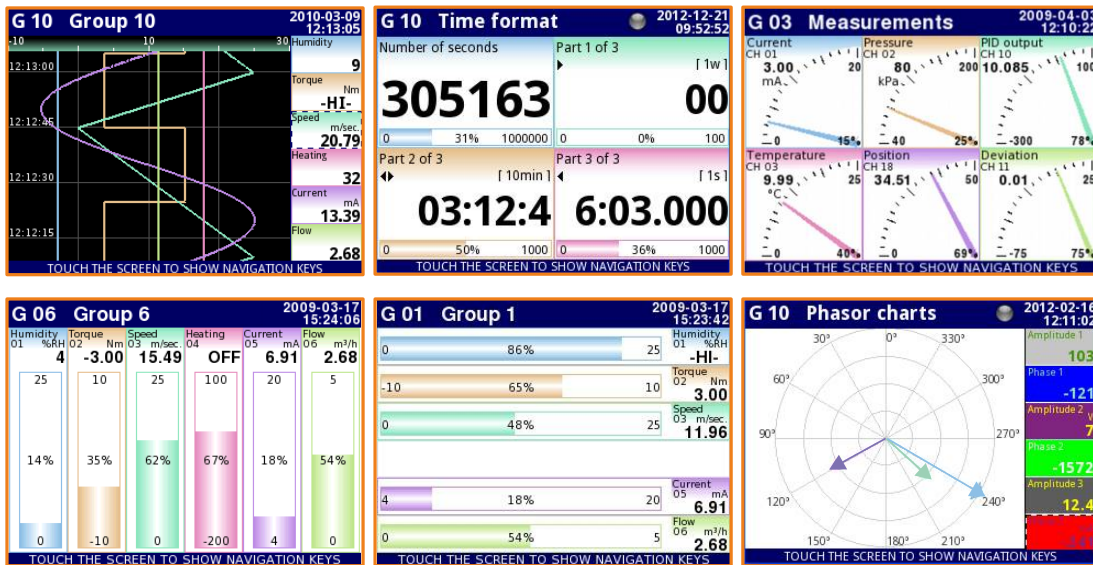 G 10 Group 10
2010-03-09
12:13:05
-10 10 30
12:13:00
12:12:45
12:12:30
12:12:15
Humidity
9
Torque
Nm
-HI-
Speed
m/sec.
20.79
Heating
32
Current
mA
13.39
Flow
2.68
TOUCH THE SCREEN TO SHOW NAVIGATION KEYS
G 10 Time format
2012-12-21
09:52:52
Number of seconds
305163
0 31% 1000000
Part 1 of 3
[ 1w ]
00
0 0% 100
Part 2 of 3
[ 10min ]
03:12:4
0 50% 1000
Part 3 of 3
[ 1s ]
6:03.000
0 36% 1000
TOUCH THE SCREEN TO SHOW NAVIGATION KEYS
G 03 Measurements
2009-04-03
12:10:22
Current
CH 01
3.00 20
mA
0 15%
Pressure
CH 02
80 200
kPa
-40 25%
PID output
CH 10
10.085 100
-300 78%
Temperature
CH 03
9.99 25
°C
0 40%
Position
CH 18
34.51 50
0 69%
Deviation
CH 11
0.01 25
-75 75%
TOUCH THE SCREEN TO SHOW NAVIGATION KEYS
G 06 Group 6
2009-03-17
15:24:06
Humidity
01 %RH
4
25
14%
0
Torque
02 Nm
-3.00
10
35%
-10
Speed
03 m/sec.
15.49
25
62%
0
Heating
04
OFF
100
67%
-200
Current
05 mA
6.91
20
18%
4
Flow
06 m³/h
2.68
5
54%
0
TOUCH THE SCREEN TO SHOW NAVIGATION KEYS
G 01 Group 1
2009-03-17
15:23:42
0 86% 25
Humidity
01 %RH
-HI-
-10 65% 10
Torque
02 Nm
3.00
0 48% 25
Speed
03 m/sec.
11.96
4 18% 20
Current
05 mA
6.91
0 54% 5
Flow
06 m³/h
2.68
TOUCH THE SCREEN TO SHOW NAVIGATION KEYS
G 10 Phasor charts
2012-02-16
12:11:02
30° 0° 330°
60° 300°
90° 270°
120° 240°
150° 180° 210°
Amplitude 1
103
Phase 1
-121
Amplitude 2
V
7
Phase 2
-1572
Amplitude 3
12.4
TOUCH THE SCREEN TO SHOW NAVIGATION KEYS